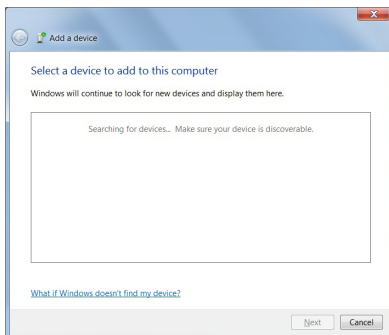 Add a device
Select a device to add to this computer
Windows will continue to look for new devices and display them here.
Searching for devices... Make sure your device is discoverable.
What if Windows doesn't find my device?
Next Cancel